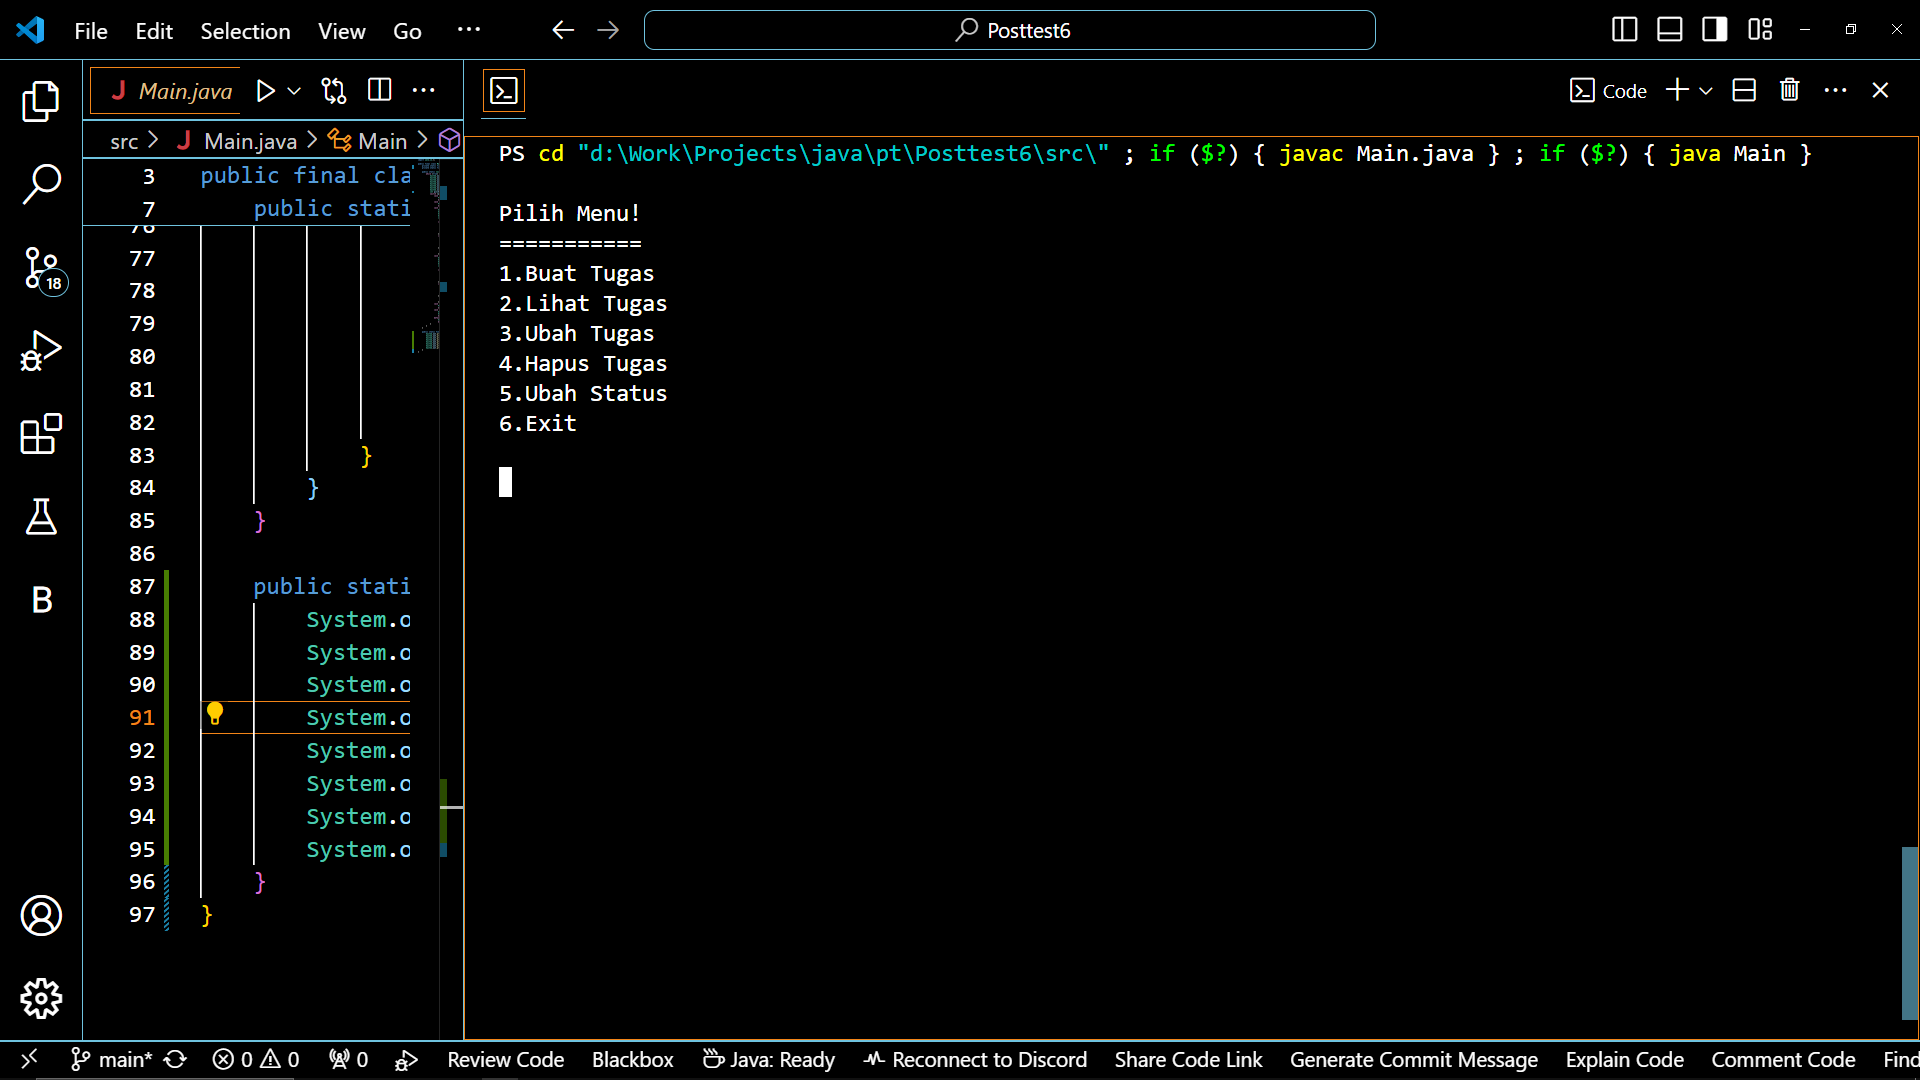 File Edit Selection View Go ··· Posttest6
Main.java
Code
src > Main.java > Main >
3 public final cla
7 public stati
76
77
78
79
80
81
82
83 }
84 }
85 }
86
87 public stati
88 System.o
89 System.o
90 System.o
91 System.o
92 System.o
93 System.o
94 System.o
95 System.o
96 }
97 }
18
B
PS cd "d:\Work\Projects\java\pt\Posttest6\src\" ; if ($?) { javac Main.java } ; if ($?) { java Main }
Pilih Menu!
===========
1.Buat Tugas
2.Lihat Tugas
3.Ubah Tugas
4.Hapus Tugas
5.Ubah Status
6.Exit
main* 0 0 0 Review Code Blackbox Java: Ready Reconnect to Discord Share Code Link Generate Commit Message Explain Code Comment Code Find